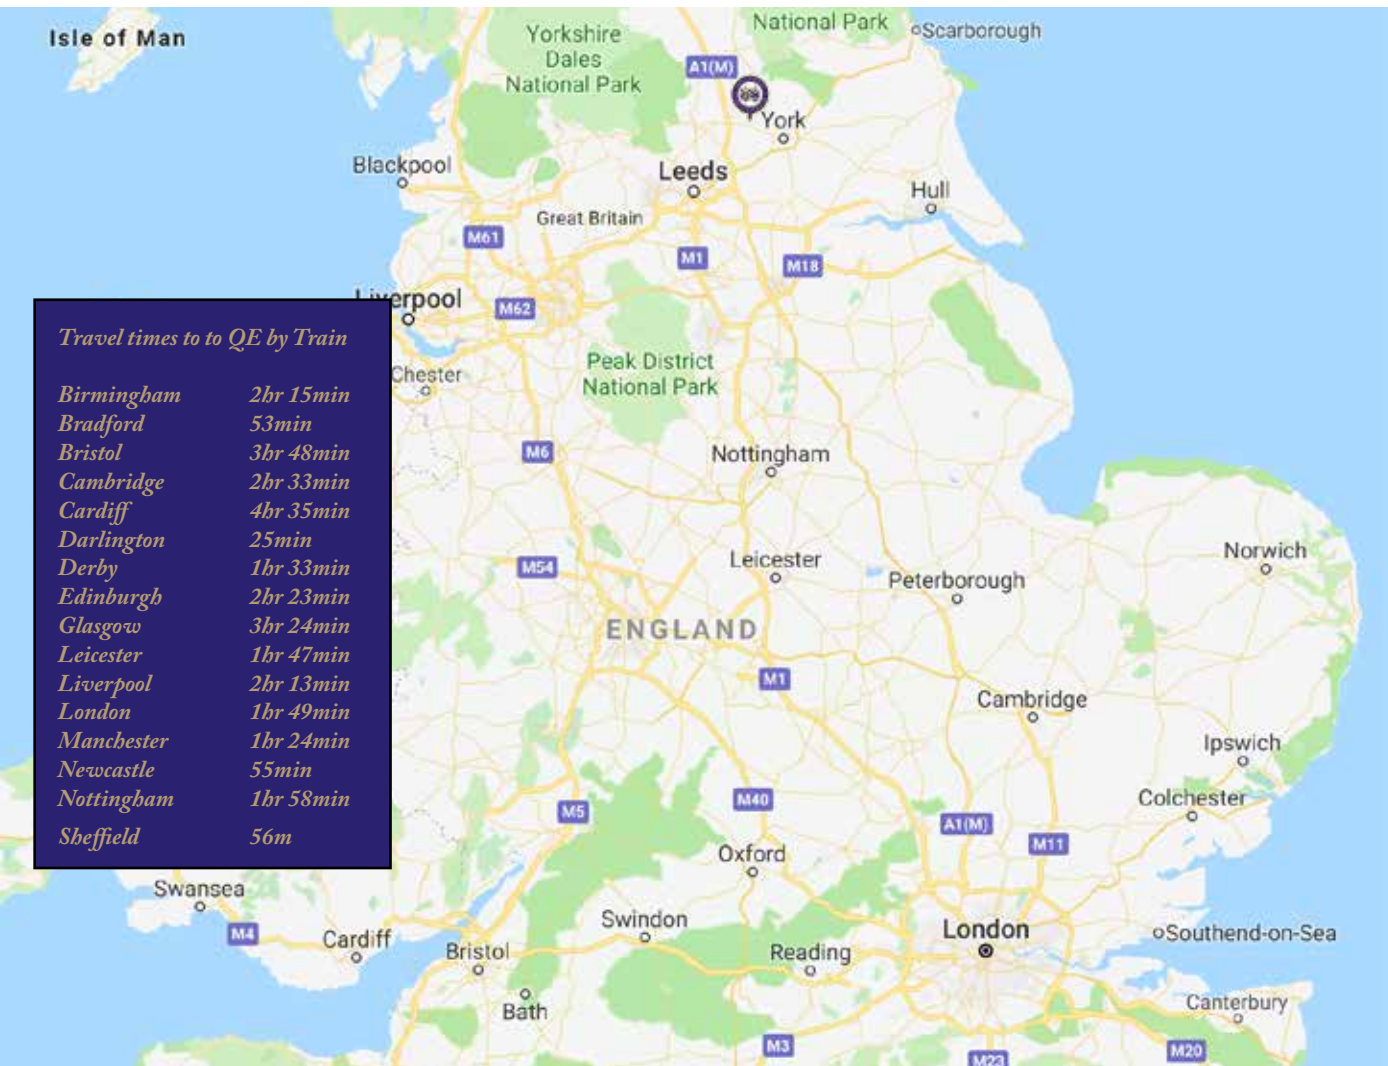 Isle of Man
Yorkshire
Dales
National Park
National Park
Scarborough
A1(M)
York
Blackpool
Leeds
Hull
Great Britain
M61
M1
M18
Liverpool
M62
Travel times to to QE by Train
Birmingham 2hr 15min
Bradford 53min
Bristol 3hr 48min
Cambridge 2hr 33min
Cardiff 4hr 35min
Darlington 25min
Derby 1hr 33min
Edinburgh 2hr 23min
Glasgow 3hr 24min
Leicester 1hr 47min
Liverpool 2hr 13min
London 1hr 49min
Manchester 1hr 24min
Newcastle 55min
Nottingham 1hr 58min
Sheffield 56m
Chester
Peak District
National Park
M6
Nottingham
M54
Leicester
Peterborough
Norwich
ENGLAND
M1
Cambridge
Ipswich
Colchester
M5
M40
A1(M)
M11
Oxford
Swansea
M4
Cardiff
Bristol
Swindon
Reading
London
Southend-on-Sea
Bath
Canterbury
M3
M23
M20